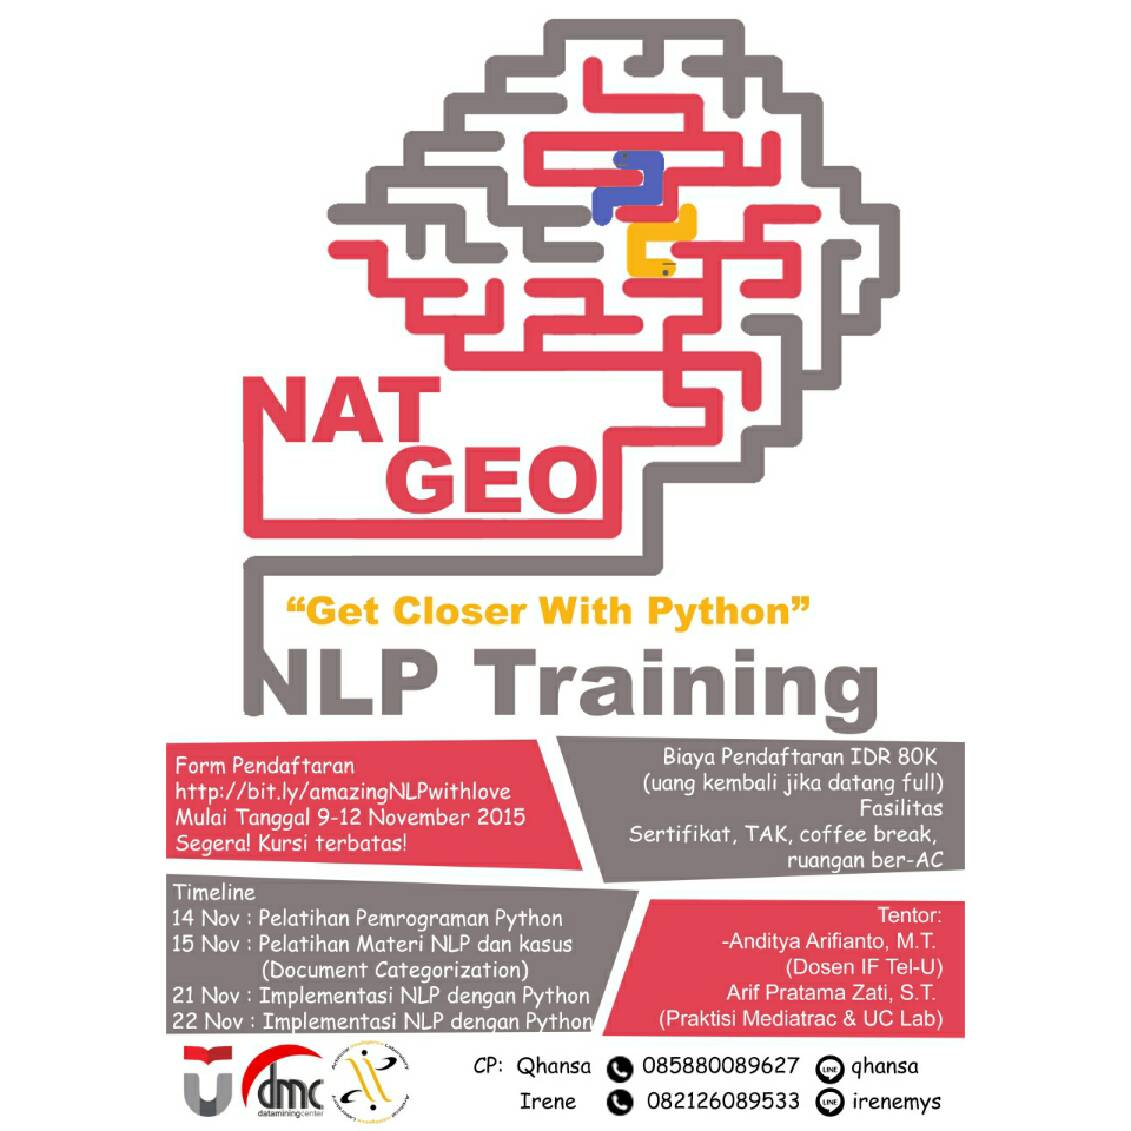 NAT
GEO
“Get Closer With Python”
NLP Training
Form Pendaftaran
http://bit.ly/amazingNLPwithlove
Mulai Tanggal 9-12 November 2015
Segera! Kursi terbatas!
Biaya Pendaftaran IDR 80K
(uang kembali jika datang full)
Fasilitas
Sertifikat, TAK, coffee break,
ruangan ber-AC
Timeline
14 Nov : Pelatihan Pemrograman Python
15 Nov : Pelatihan Materi NLP dan kasus
(Document Categorization)
21 Nov : Implementasi NLP dengan Python
22 Nov : Implementasi NLP dengan Python
Tentor:
-Anditya Arifianto, M.T.
(Dosen IF Tel-U)
Arif Pratama Zati, S.T.
(Praktisi Mediatrac & UC Lab)
dmc
dataminingcenter
CP: Qhansa 085880089627 LINE qhansa
Irene 082126089533 LINE irenemys